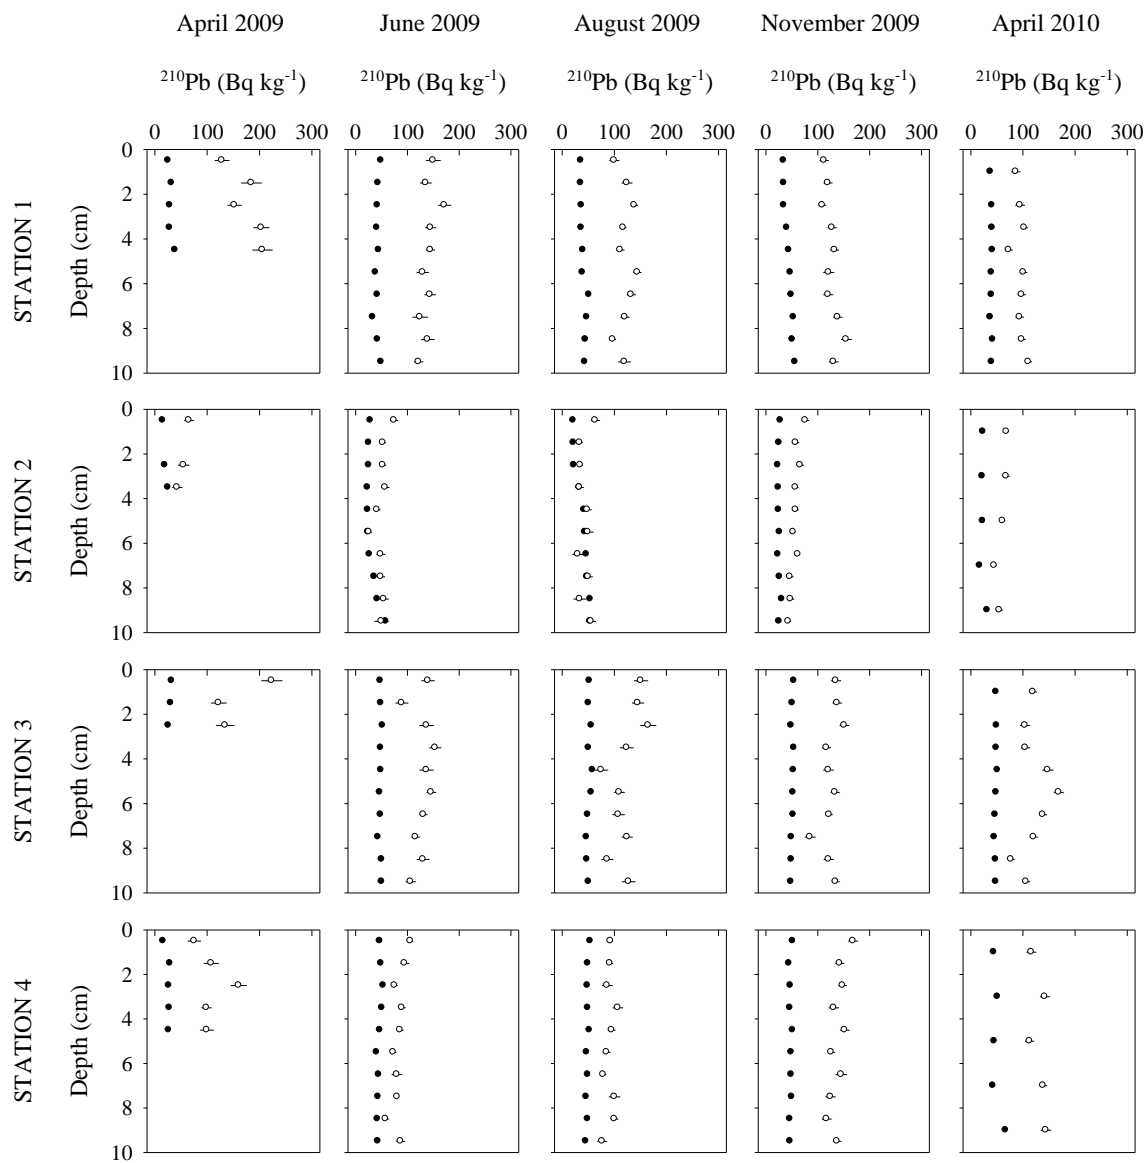 April 2009 June 2009 August 2009 November 2009 April 2010
²¹⁰Pb (Bq kg⁻¹) ²¹⁰Pb (Bq kg⁻¹) ²¹⁰Pb (Bq kg⁻¹) ²¹⁰Pb (Bq kg⁻¹) ²¹⁰Pb (Bq kg⁻¹)
0 100 200 300 0 100 200 300 0 100 200 300 0 100 200 300 0 100 200 300
STATION 1
Depth (cm)
0
2
4
6
8
10
STATION 2
Depth (cm)
0
2
4
6
8
10
STATION 3
Depth (cm)
0
2
4
6
8
10
STATION 4
Depth (cm)
0
2
4
6
8
10